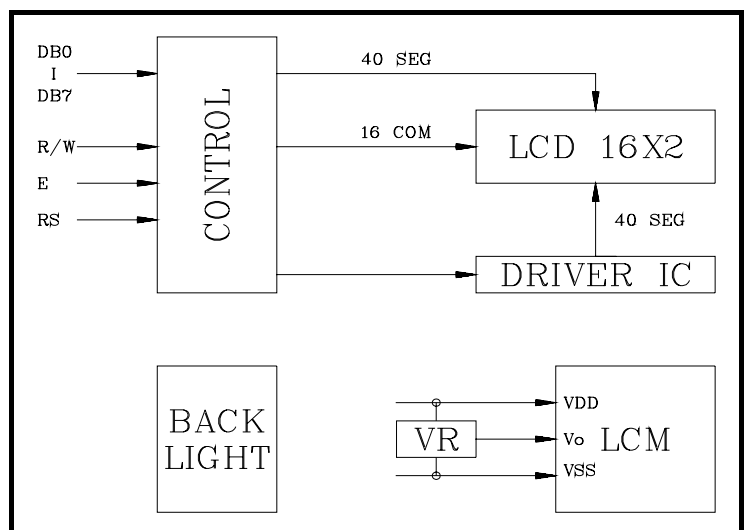 DB0
I
DB7
R/W
E
RS
CONTROL
40 SEG
16 COM
LCD 16X2
40 SEG
DRIVER IC
BACK
LIGHT
VR
VDD
Vo
VSS
LCM